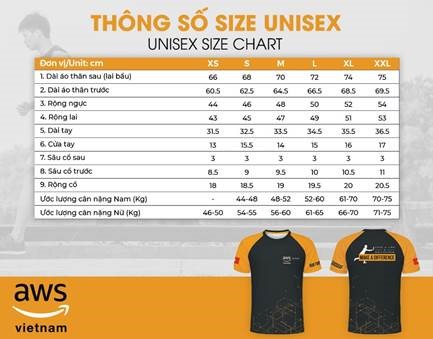 THÔNG SỐ SIZE UNISEX
UNISEX SIZE CHART
Đơn vị/Unit: cm XS S M L XL XXL
1. Dài áo thân sau (lai bầu) 66 68 70 72 74 75
2. Dài áo thân trước 60.5 62.5 64.5 66.5 68.5 69.5
3. Rộng ngực 44 46 48 50 52 54
4. Rộng lai 43 45 47 49 51 53
5. Dài tay 31.5 32.5 33.5 34.5 35.5 36.5
6. Cửa tay 13 15.5 14 15 16 17
7. Sâu cổ sau 3 3 3 3 3 3
8. Sâu cổ trước 8.5 9 9.5 10 10.5 11
9. Rộng cổ 18 18.5 19 19.5 20 20.5
Ước lượng cân nặng Nam (Kg) - 44-48 48-52 52-60 61-70 70-75
Ước lượng cân nặng Nữ (Kg) 46-50 54-55 56-60 61-65 66-70 71-75
aws
vietnam
aws
MAKE A DIFFERENCE